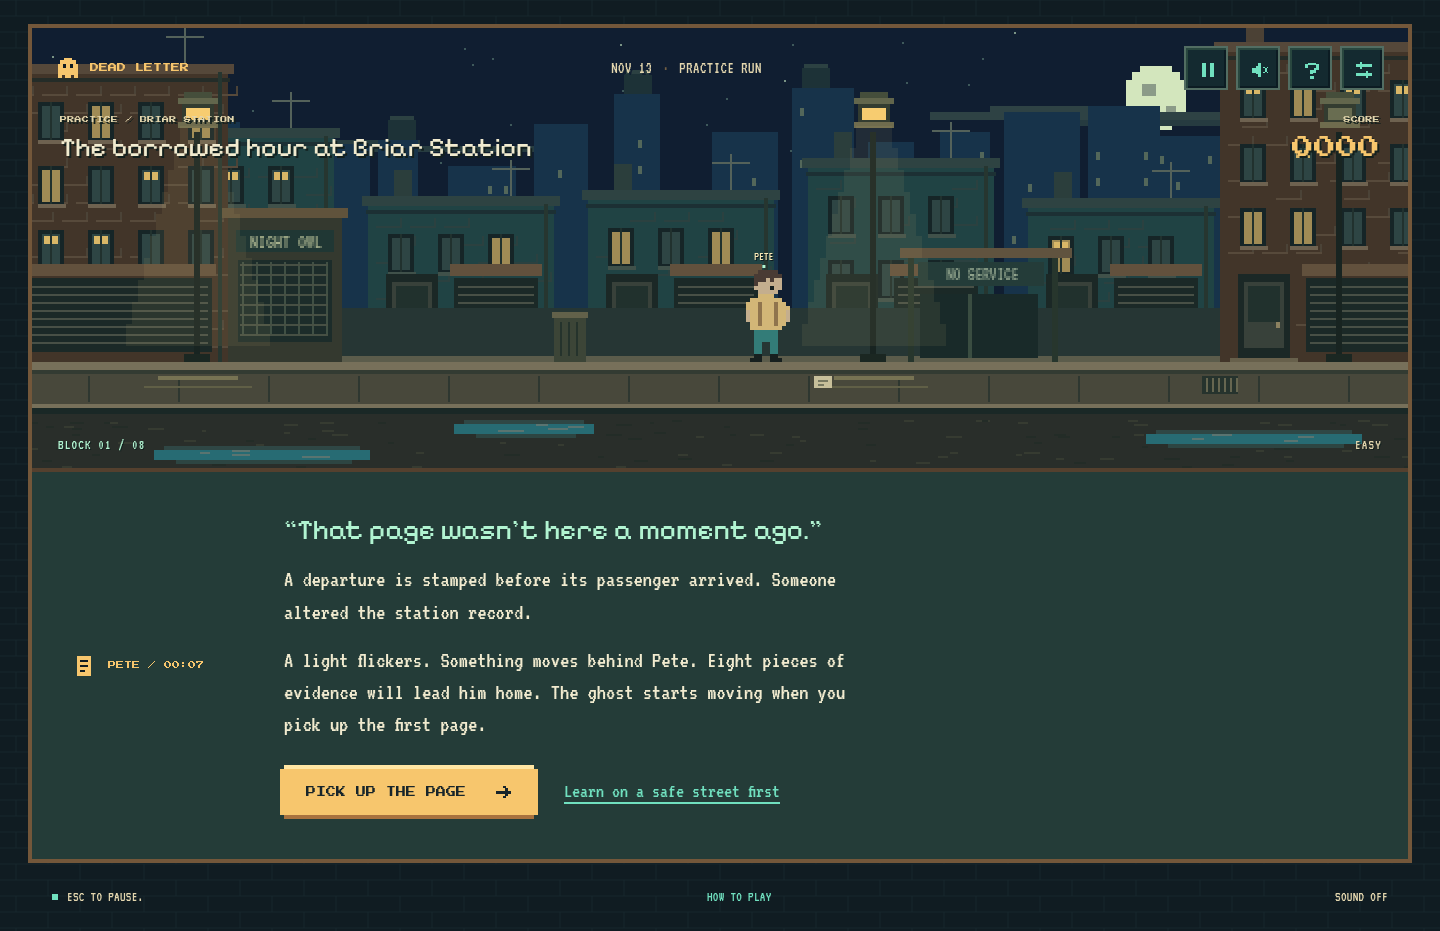 DEAD LETTER
NOV 13 · PRACTICE RUN
PRACTICE / BRIAR STATION
SCORE
The borrowed hour at Briar Station
0000
NIGHT OWL
PETE
NO SERVICE
BLOCK 01 / 08
EASY
“That page wasn’t here a moment ago.”
A departure is stamped before its passenger arrived. Someone
altered the station record.
PETE / 00:07
A light flickers. Something moves behind Pete. Eight pieces of
evidence will lead him home. The ghost starts moving when you
pick up the first page.
PICK UP THE PAGE →
Learn on a safe street first
ESC TO PAUSE.
HOW TO PLAY
SOUND OFF